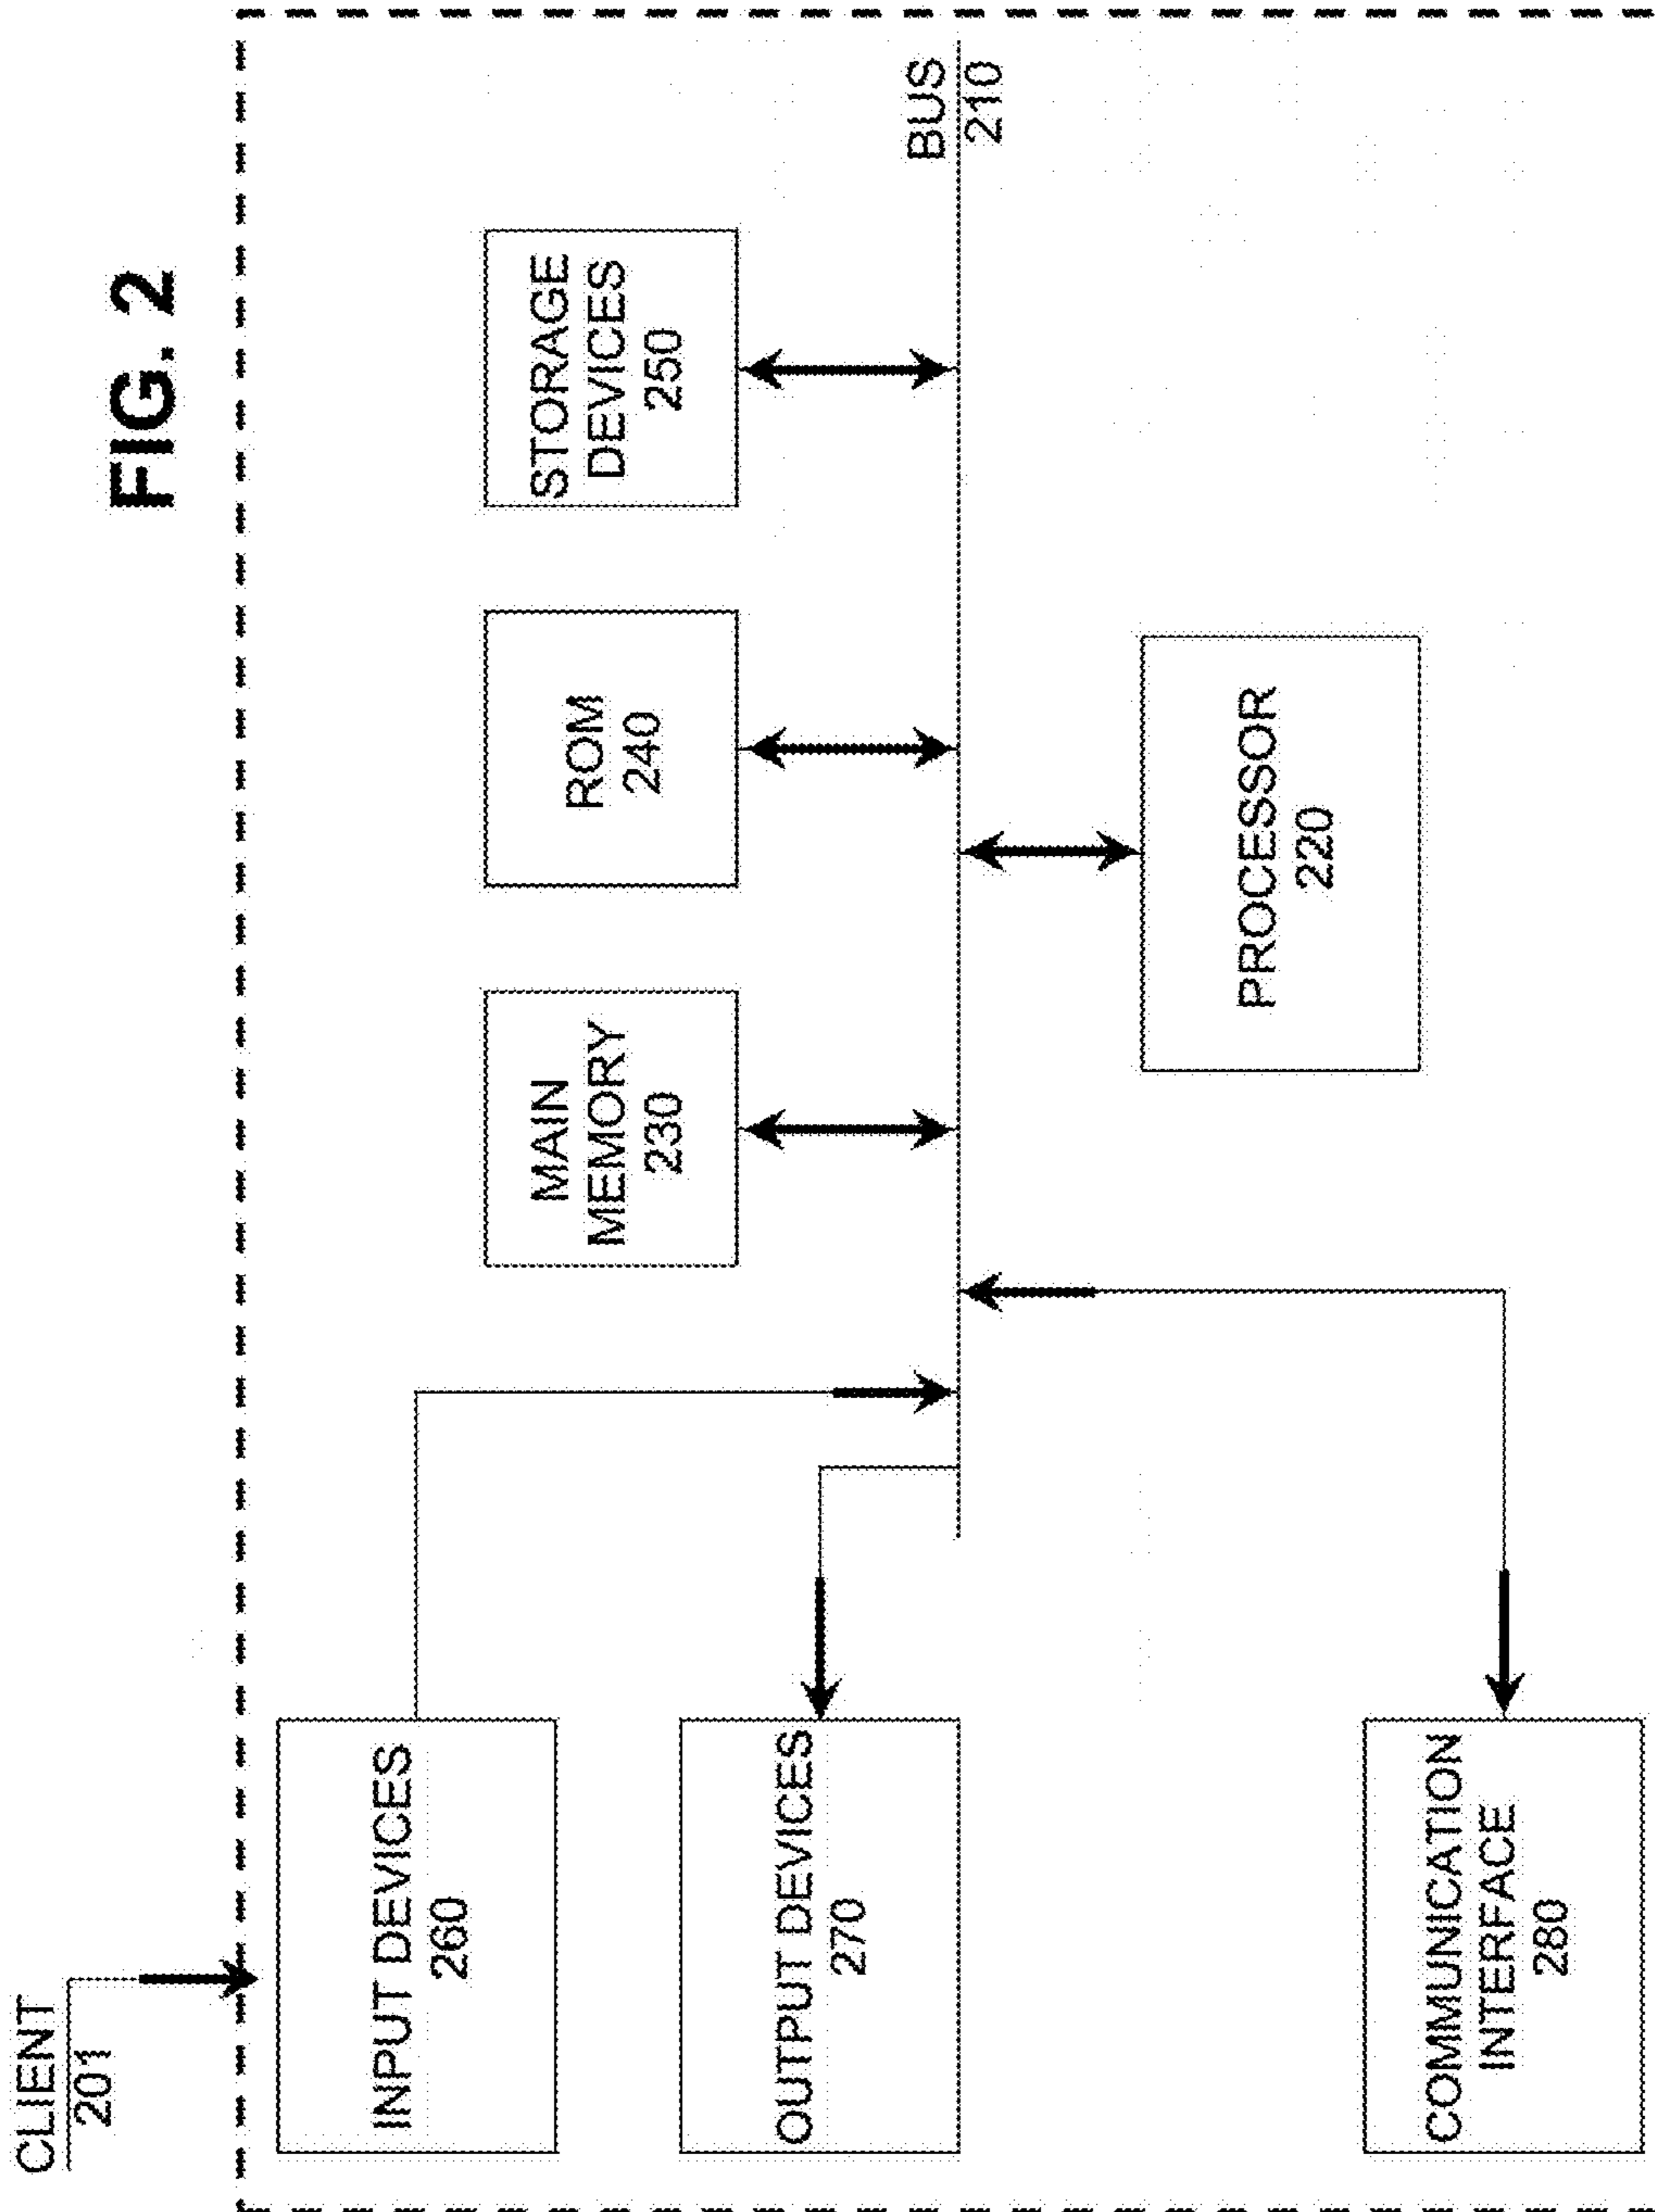 FIG. 2
CLIENT
201
INPUT DEVICES
260
OUTPUT DEVICES
270
COMMUNICATION
INTERFACE
280
MAIN
MEMORY
230
ROM
240
STORAGE
DEVICES
250
BUS
210
PROCESSOR
220